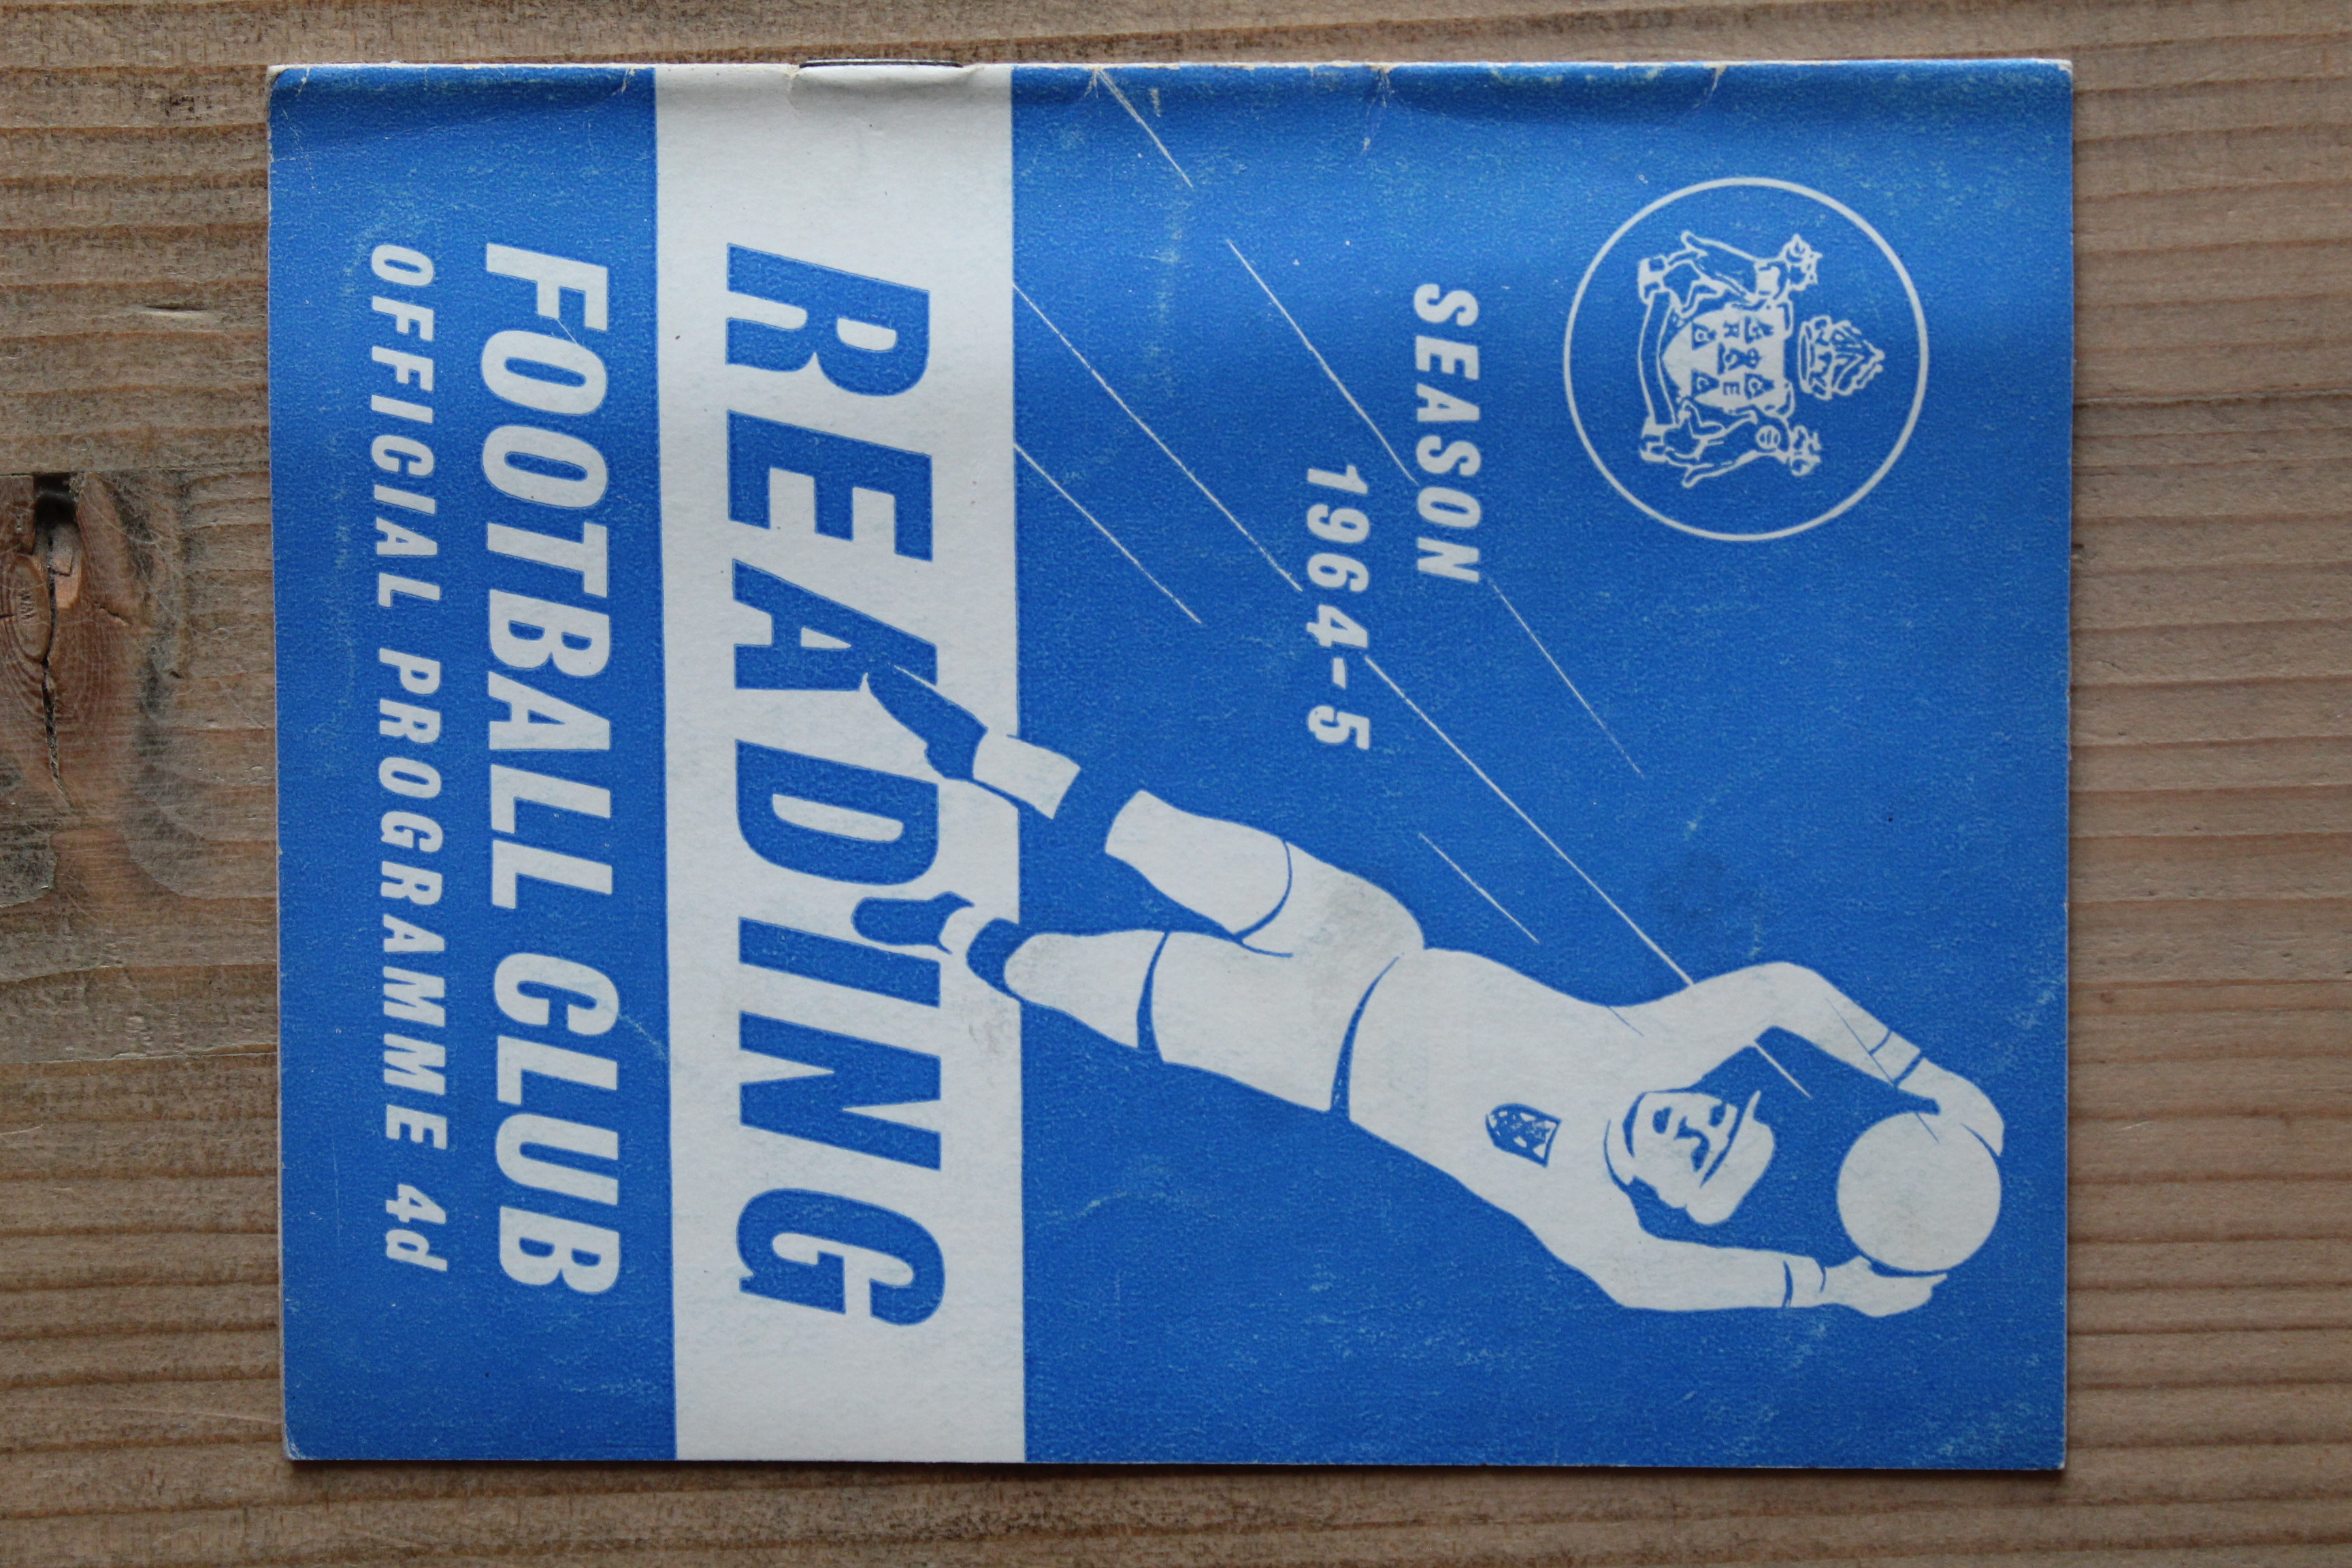 SEASON
1964-5
READING
FOOTBALL CLUB
OFFICIAL PROGRAMME 4d